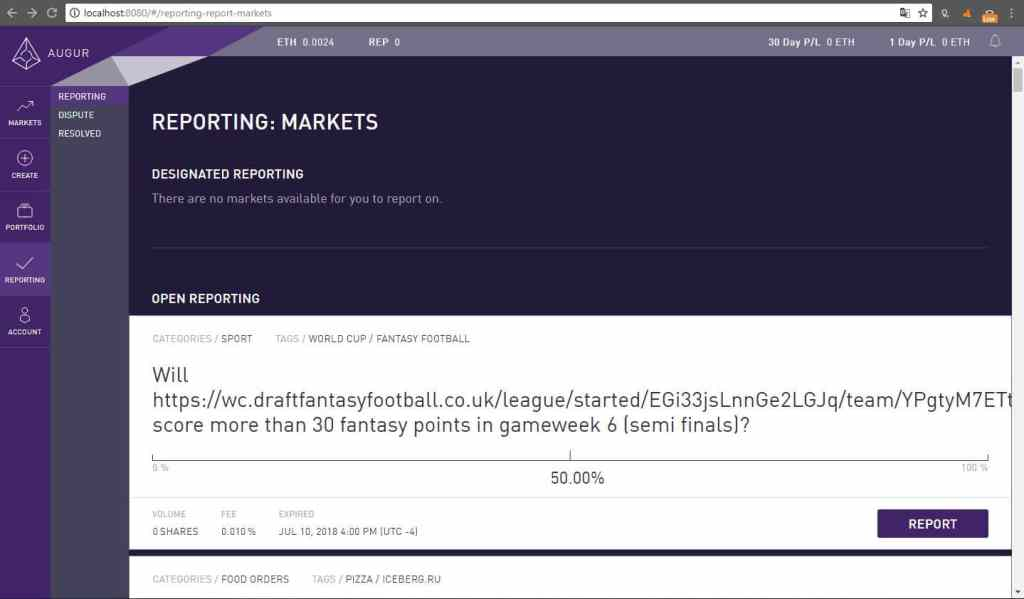 localhost:8080/#/reporting-report-markets
AUGUR
ETH 0.0024
REP 0
30 Day P/L 0 ETH
1 Day P/L 0 ETH
MARKETS
CREATE
PORTFOLIO
REPORTING
ACCOUNT
REPORTING
DISPUTE
RESOLVED
REPORTING: MARKETS
DESIGNATED REPORTING
There are no markets available for you to report on.
OPEN REPORTING
CATEGORIES / SPORT TAGS / WORLD CUP / FANTASY FOOTBALL
Will
https://wc.draftfantasyfootball.co.uk/league/started/EGi33jsLnnGe2LGJq/team/YPgtyM7ETt
score more than 30 fantasy points in gameweek 6 (semi finals)?
0 %
50.00%
100 %
VOLUME
0 SHARES
FEE
0.010 %
EXPIRED
JUL 10, 2018 4:00 PM (UTC -4)
REPORT
CATEGORIES / FOOD ORDERS TAGS / PIZZA / ICEBERG.RU